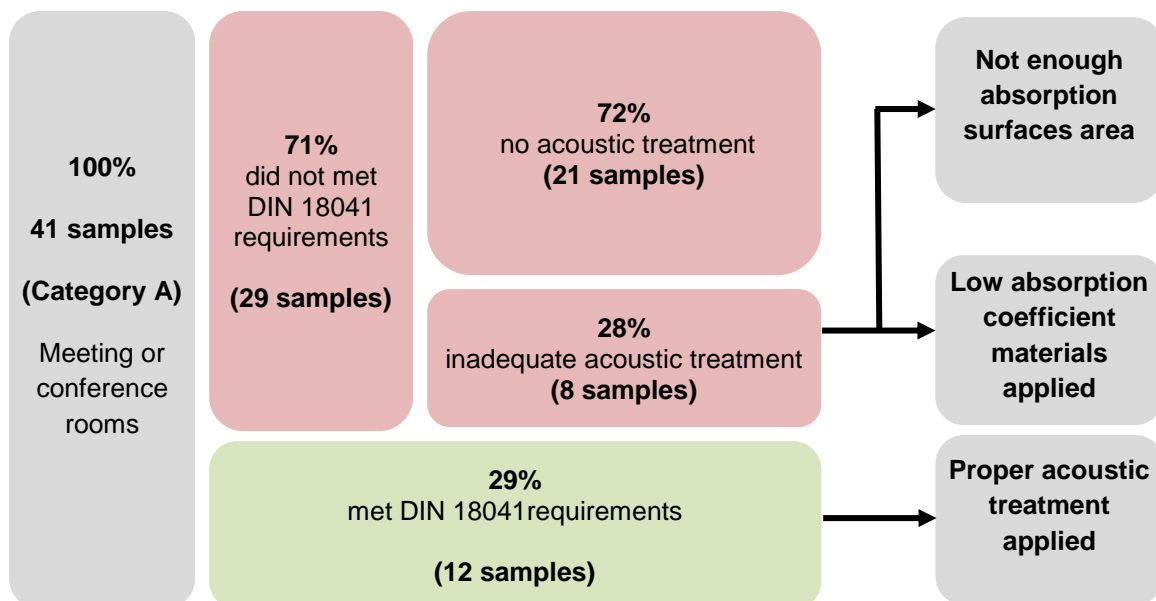 100%
41 samples
(Category A)
Meeting or
conference
rooms
71%
did not met
DIN 18041
requirements
(29 samples)
72%
no acoustic treatment
(21 samples)
28%
inadequate acoustic treatment
(8 samples)
29%
met DIN 18041requirements
(12 samples)
Not enough
absorption
surfaces area
Low absorption
coefficient
materials
applied
Proper acoustic
treatment
applied